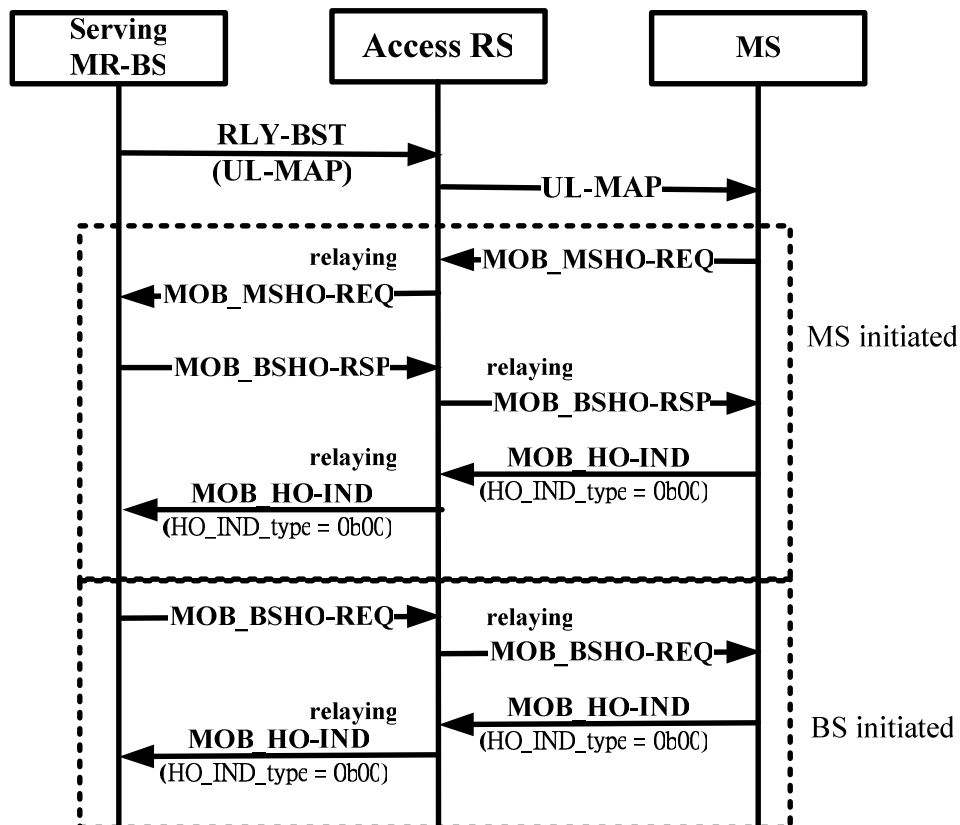 Serving
MR-BS
Access RS
MS
RLY-BST
(UL-MAP)
UL-MAP
relaying
MOB_MSHO-REQ
MOB_MSHO-REQ
MS initiated
MOB_BSHO-RSP
relaying
MOB_BSHO-RSP
relaying
MOB_HO-IND
(HO_IND_type = 0b00)
MOB_HO-IND
(HO_IND_type = 0b00)
MOB_BSHO-REQ
relaying
MOB_BSHO-REQ
relaying
MOB_HO-IND
(HO_IND_type = 0b00)
BS initiated
MOB_HO-IND
(HO_IND_type = 0b00)